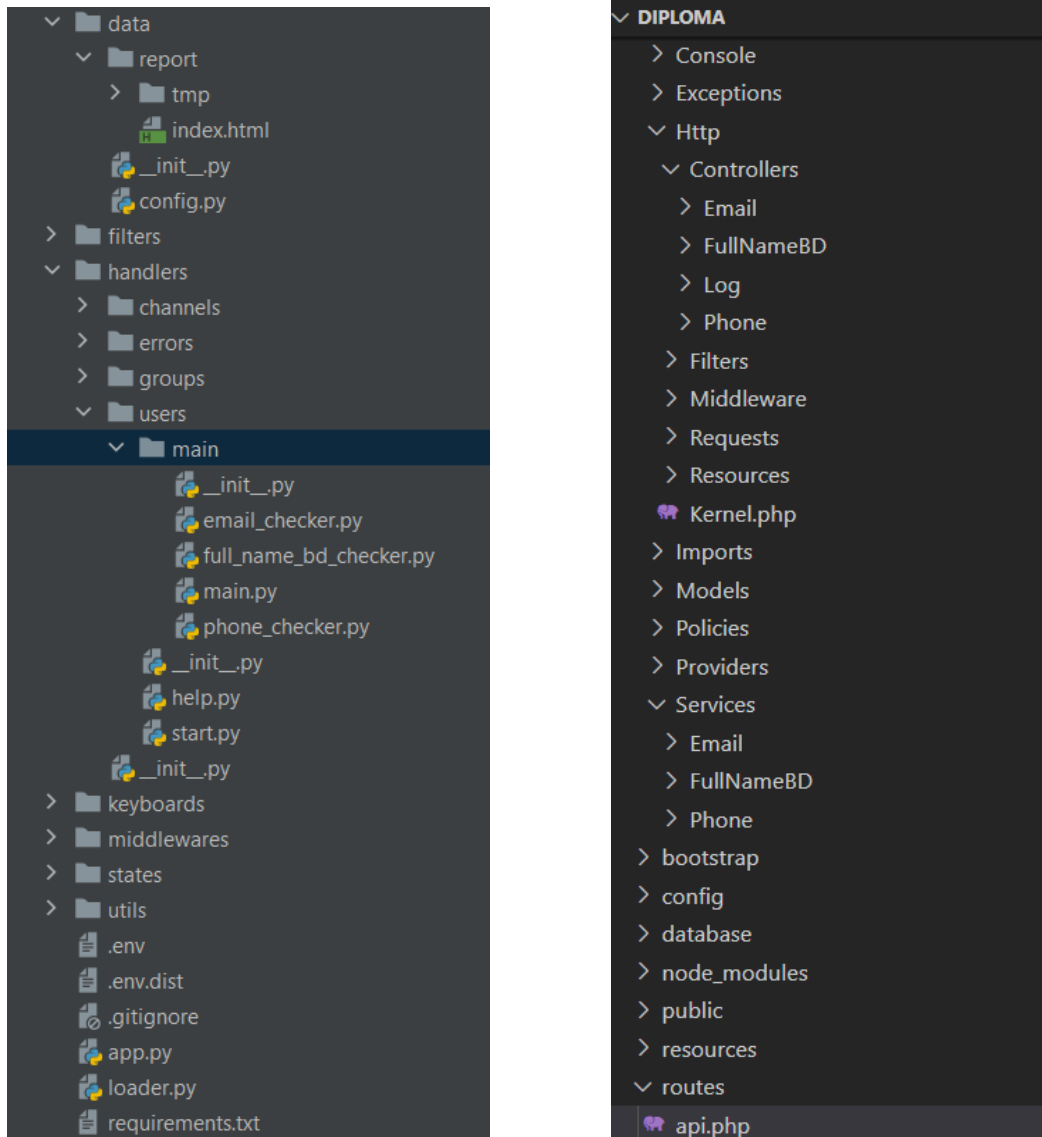 data
report
tmp
index.html
__init__.py
config.py
filters
handlers
channels
errors
groups
users
main
__init__.py
email_checker.py
full_name_bd_checker.py
main.py
phone_checker.py
__init__.py
help.py
start.py
__init__.py
keyboards
middlewares
states
utils
.env
.env.dist
.gitignore
app.py
loader.py
requirements.txt
DIPLOMA
Console
Exceptions
Http
Controllers
Email
FullNameBD
Log
Phone
Filters
Middleware
Requests
Resources
Kernel.php
Imports
Models
Policies
Providers
Services
Email
FullNameBD
Phone
bootstrap
config
database
node_modules
public
resources
routes
api.php